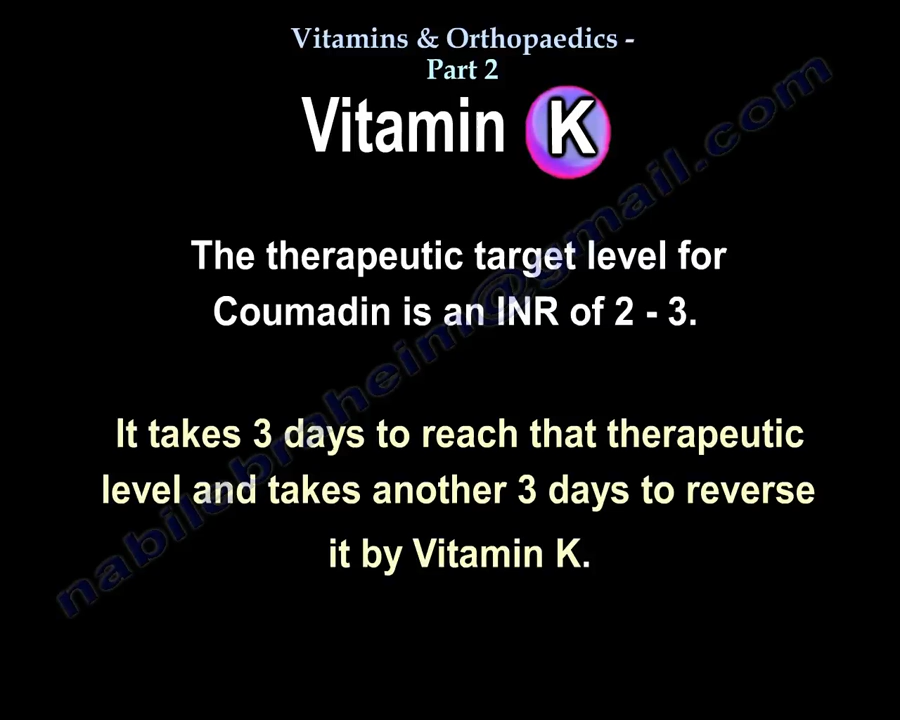 Vitamins & Orthopaedics -
Part 2
Vitamin K
The therapeutic target level for
Coumadin is an INR of 2 - 3.
It takes 3 days to reach that therapeutic
level and takes another 3 days to reverse
it by Vitamin K.
nabilebraheim@gmail.com